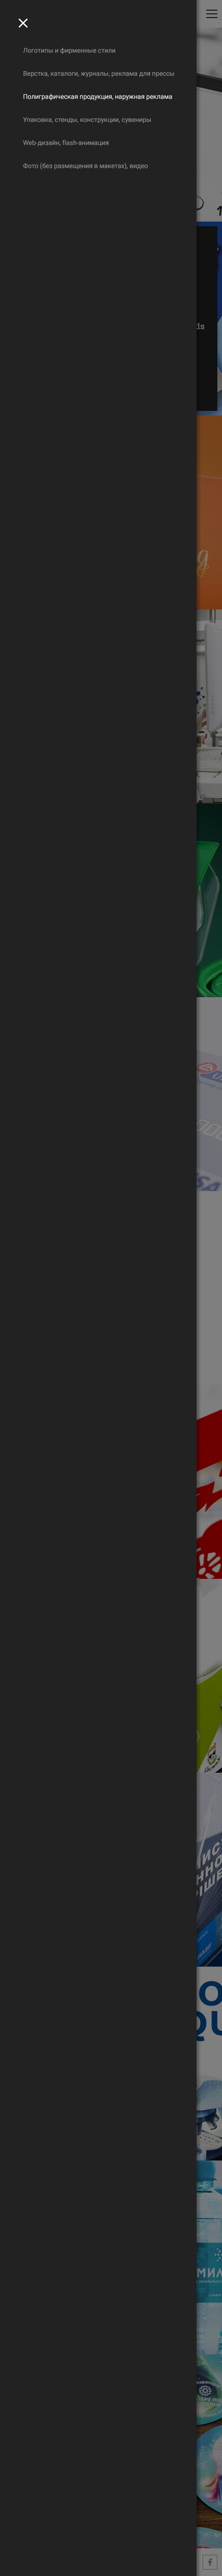 Логотипы и фирменные стили
Верстка, каталоги, журналы, реклама для прессы
Полиграфическая продукция, наружная реклама
Упаковка, стенды, конструкции, сувениры
Web-дизайн, flash-анимация
Фото (без размещения в макетах), видео